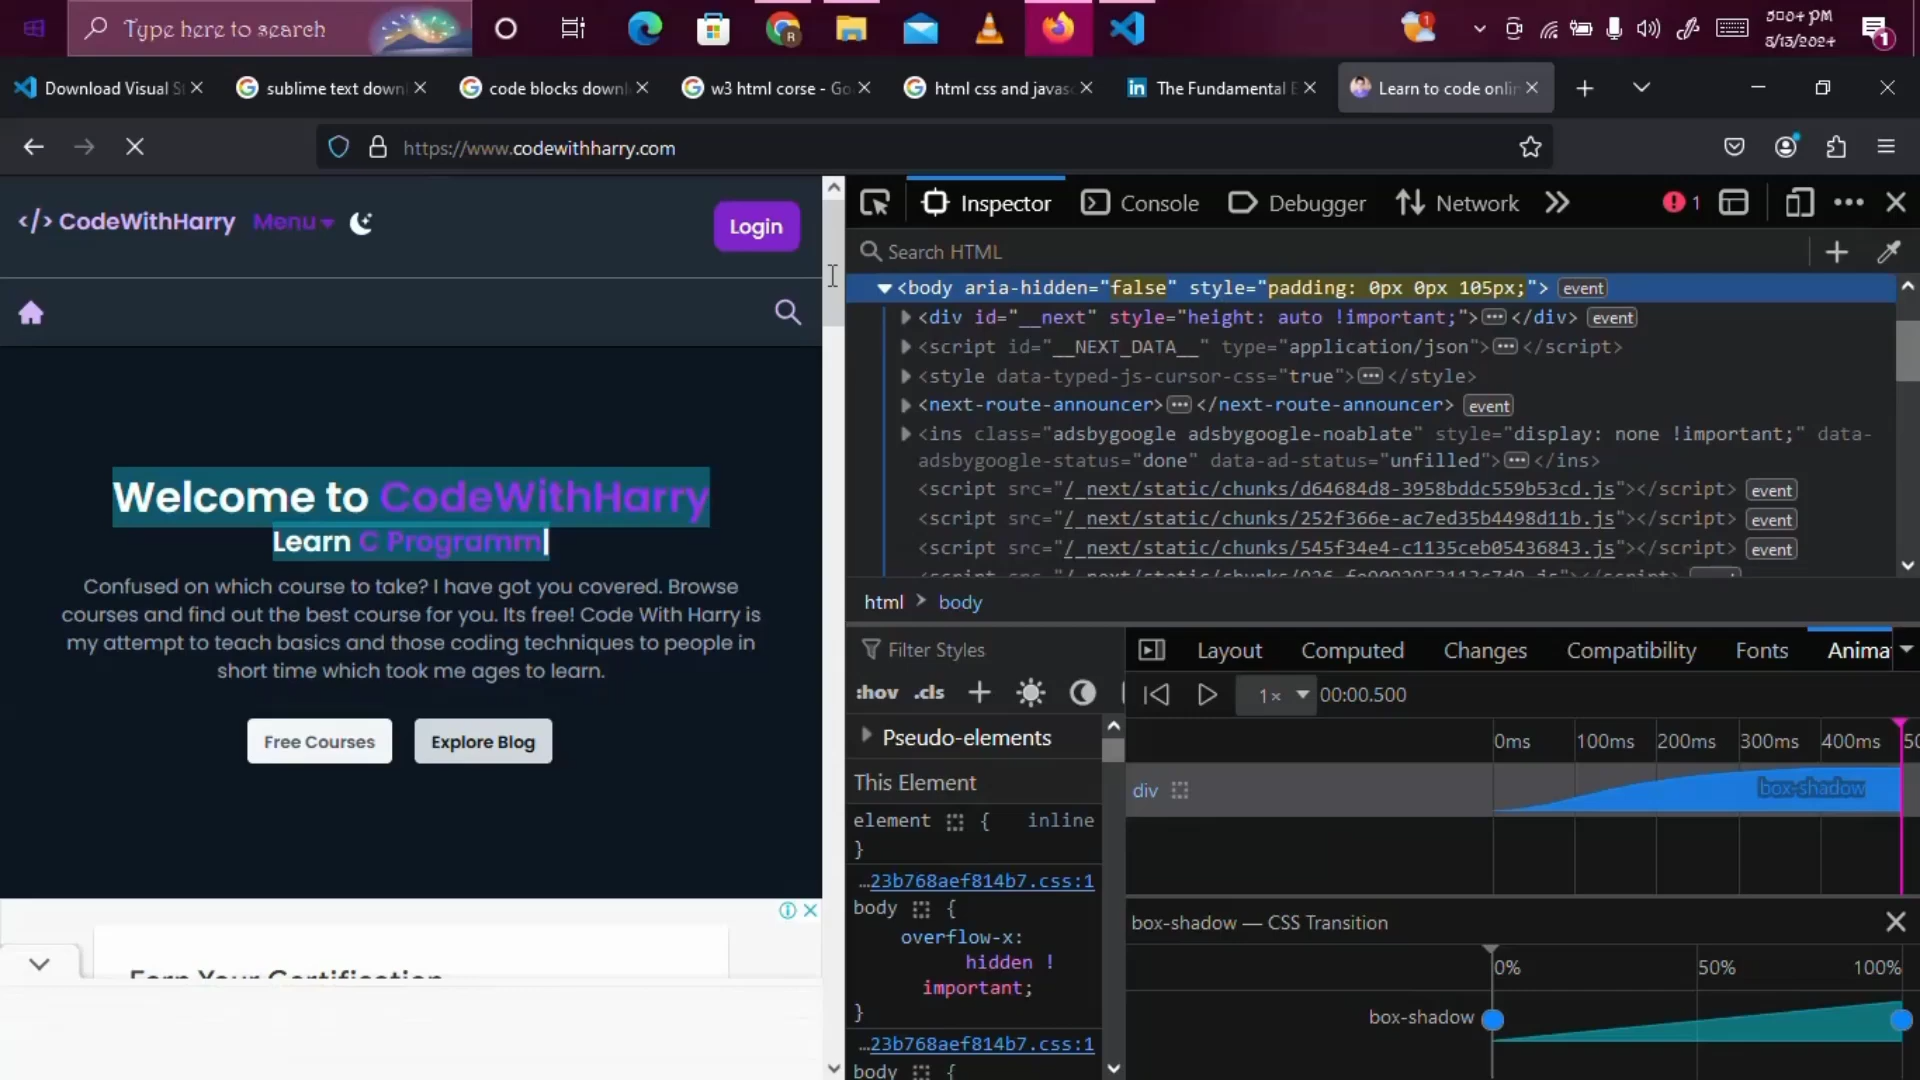 Type here to search
1
5:04 PM
5/13/2024
1
Download Visual S
sublime text down
code blocks downl
w3 html corse - Go
html css and javas
The Fundamental E
Learn to code onlin
https://www.codewithharry.com
</> CodeWithHarry
Menu
Login
Welcome to CodeWithHarry
Learn C Programm|
Confused on which course to take? I have got you covered. Browse
courses and find out the best course for you. Its free! Code With Harry is
my attempt to teach basics and those coding techniques to people in
short time which took me ages to learn.
Free Courses
Explore Blog
Inspector
Console
Debugger
Network
1
Search HTML
<body aria-hidden="false" style="padding: 0px 0px 105px;"> event
<div id="__next" style="height: auto !important;"></div> event
<script id="__NEXT_DATA__" type="application/json"></script>
<style data-typed-js-cursor-css="true"></style>
<next-route-announcer></next-route-announcer> event
<ins class="adsbygoogle adsbygoogle-noablate" style="display: none !important;" data-
adsbygoogle-status="done" data-ad-status="unfilled"></ins>
<script src="/_next/static/chunks/d64684d8-3958bddc559b53cd.js"></script> event
<script src="/_next/static/chunks/252f366e-ac7ed35b4498d11b.js"></script> event
<script src="/_next/static/chunks/545f34e4-c1135ceb05436843.js"></script> event
html > body
Filter Styles
:hov .cls
Pseudo-elements
This Element
element { inline
}
…23b768aef814b7.css:1
body {
overflow-x:
hidden !
important;
}
…23b768aef814b7.css:1
body {
Layout
Computed
Changes
Compatibility
Fonts
Anima
1×
00:00.500
0ms
100ms
200ms
300ms
400ms
50
div
box-shadow
box-shadow — CSS Transition
0%
50%
100%
box-shadow